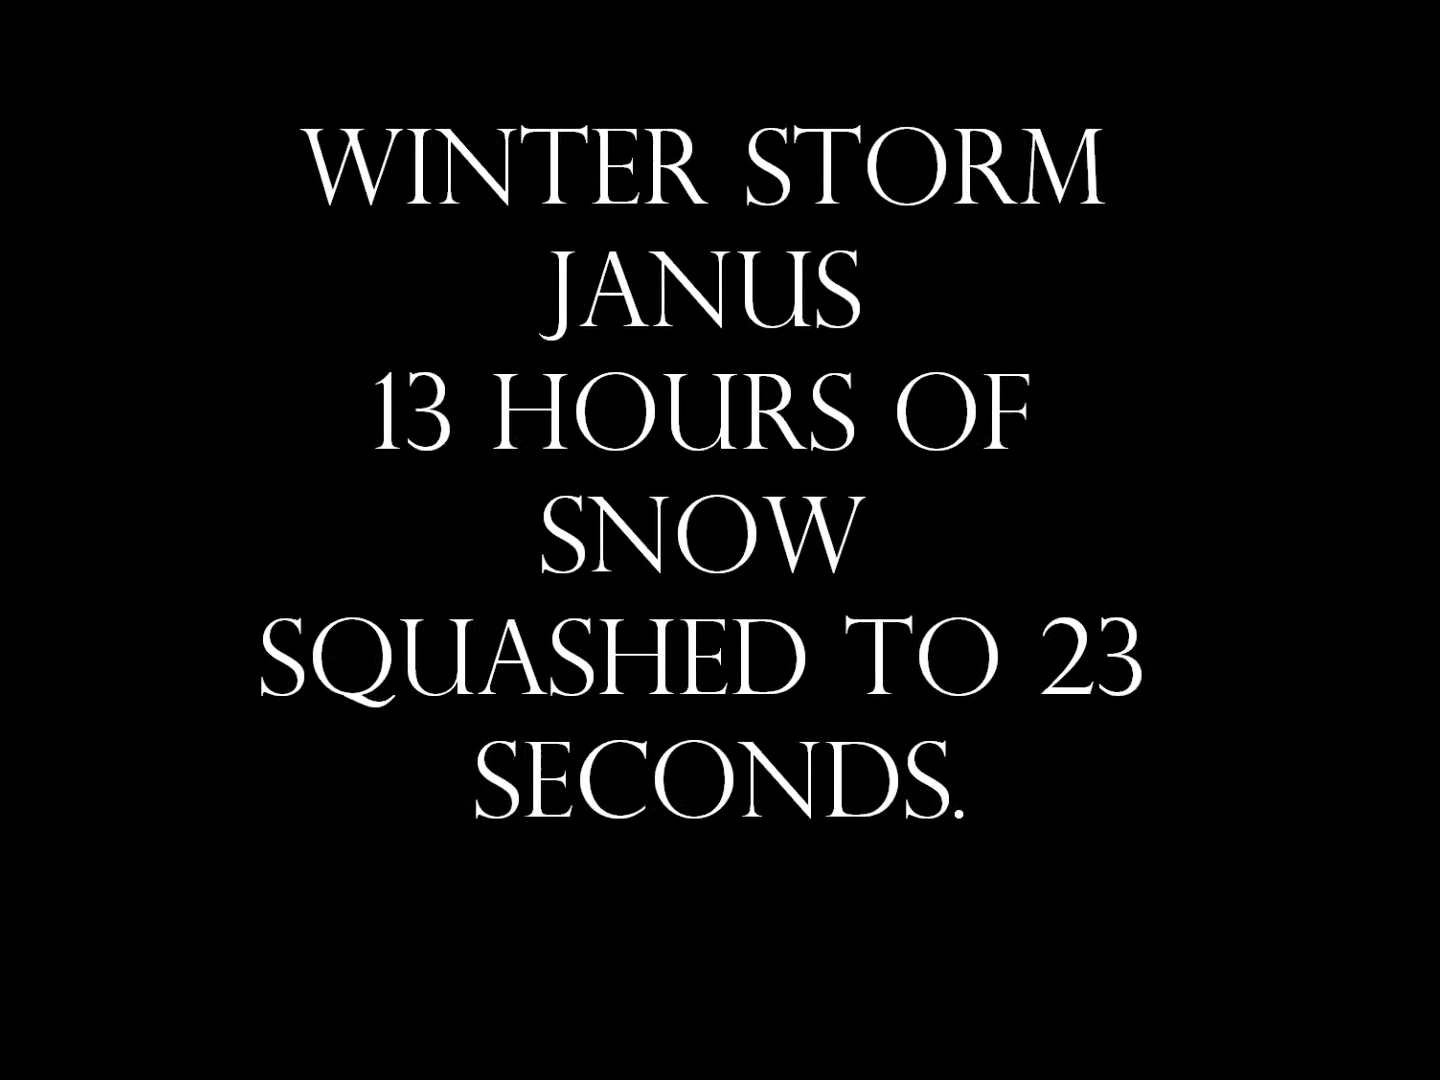 WINTER STORM
JANUS
13 HOURS OF
SNOW
SQUASHED TO 23
SECONDS.